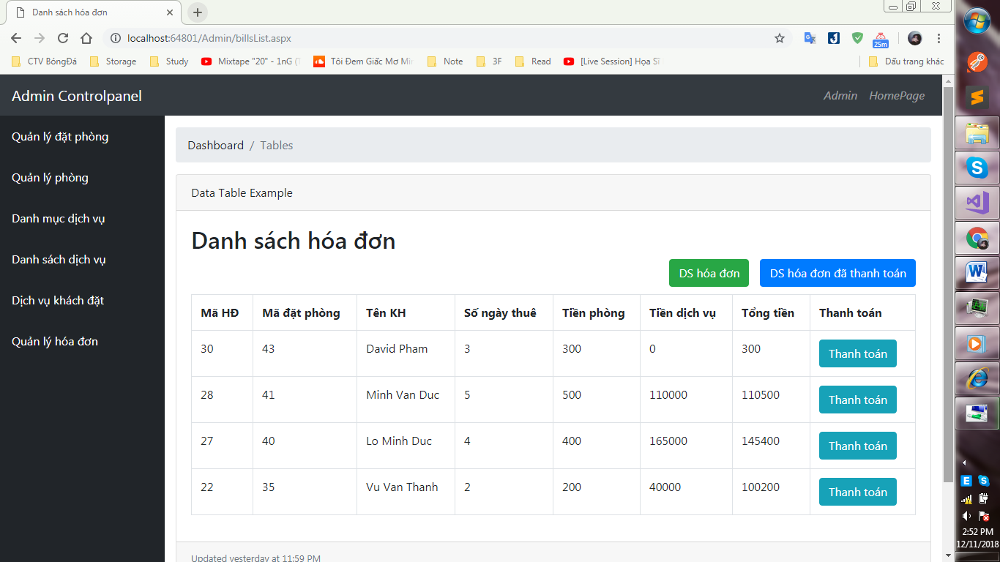 Danh sách hóa đơn
localhost:64801/Admin/billsList.aspx
25m
CTV BóngĐá Storage Study Mixtape "20" - 1nG (T Tôi Đem Giấc Mơ Mì Note 3F Read [Live Session] Họa Sĩ Dấu trang khác
Admin Controlpanel Admin HomePage
Quản lý đặt phòng
Quản lý phòng
Danh mục dịch vụ
Danh sách dịch vụ
Dịch vụ khách đặt
Quản lý hóa đơn
Dashboard / Tables
Data Table Example
Danh sách hóa đơn
DS hóa đơn DS hóa đơn đã thanh toán
Mã HĐ Mã đặt phòng Tên KH Số ngày thuê Tiền phòng Tiền dịch vụ Tổng tiền Thanh toán
30 43 David Pham 3 300 0 300 Thanh toán
28 41 Minh Van Duc 5 500 110000 110500 Thanh toán
27 40 Lo Minh Duc 4 400 165000 145400 Thanh toán
22 35 Vu Van Thanh 2 200 40000 100200 Thanh toán
Updated yesterday at 11:59 PM
2:52 PM
12/11/2018